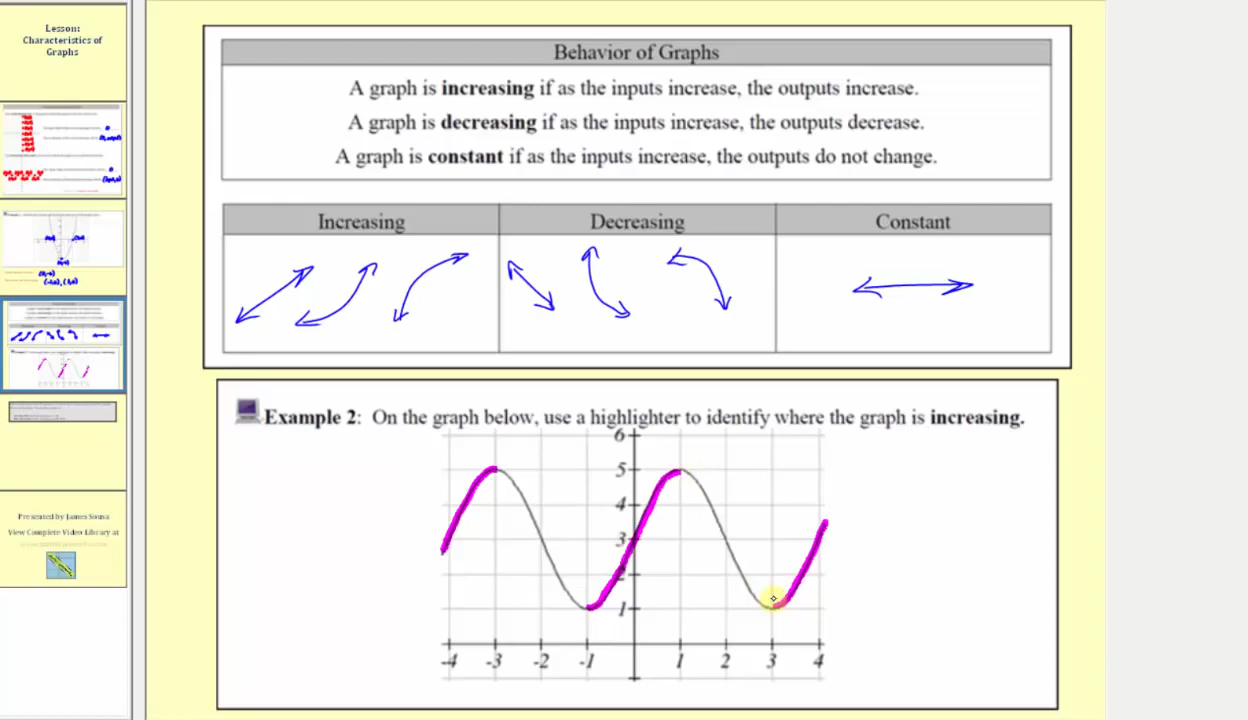 Lesson:
Characteristics of
Graphs
Presented by James Sousa
View Complete Video Library at
Behavior of Graphs
A graph is increasing if as the inputs increase, the outputs increase.
A graph is decreasing if as the inputs increase, the outputs decrease.
A graph is constant if as the inputs increase, the outputs do not change.
Increasing Decreasing Constant
Example 2: On the graph below, use a highlighter to identify where the graph is increasing.
6
5
4
3
2
1
-4 -3 -2 -1 1 2 3 4